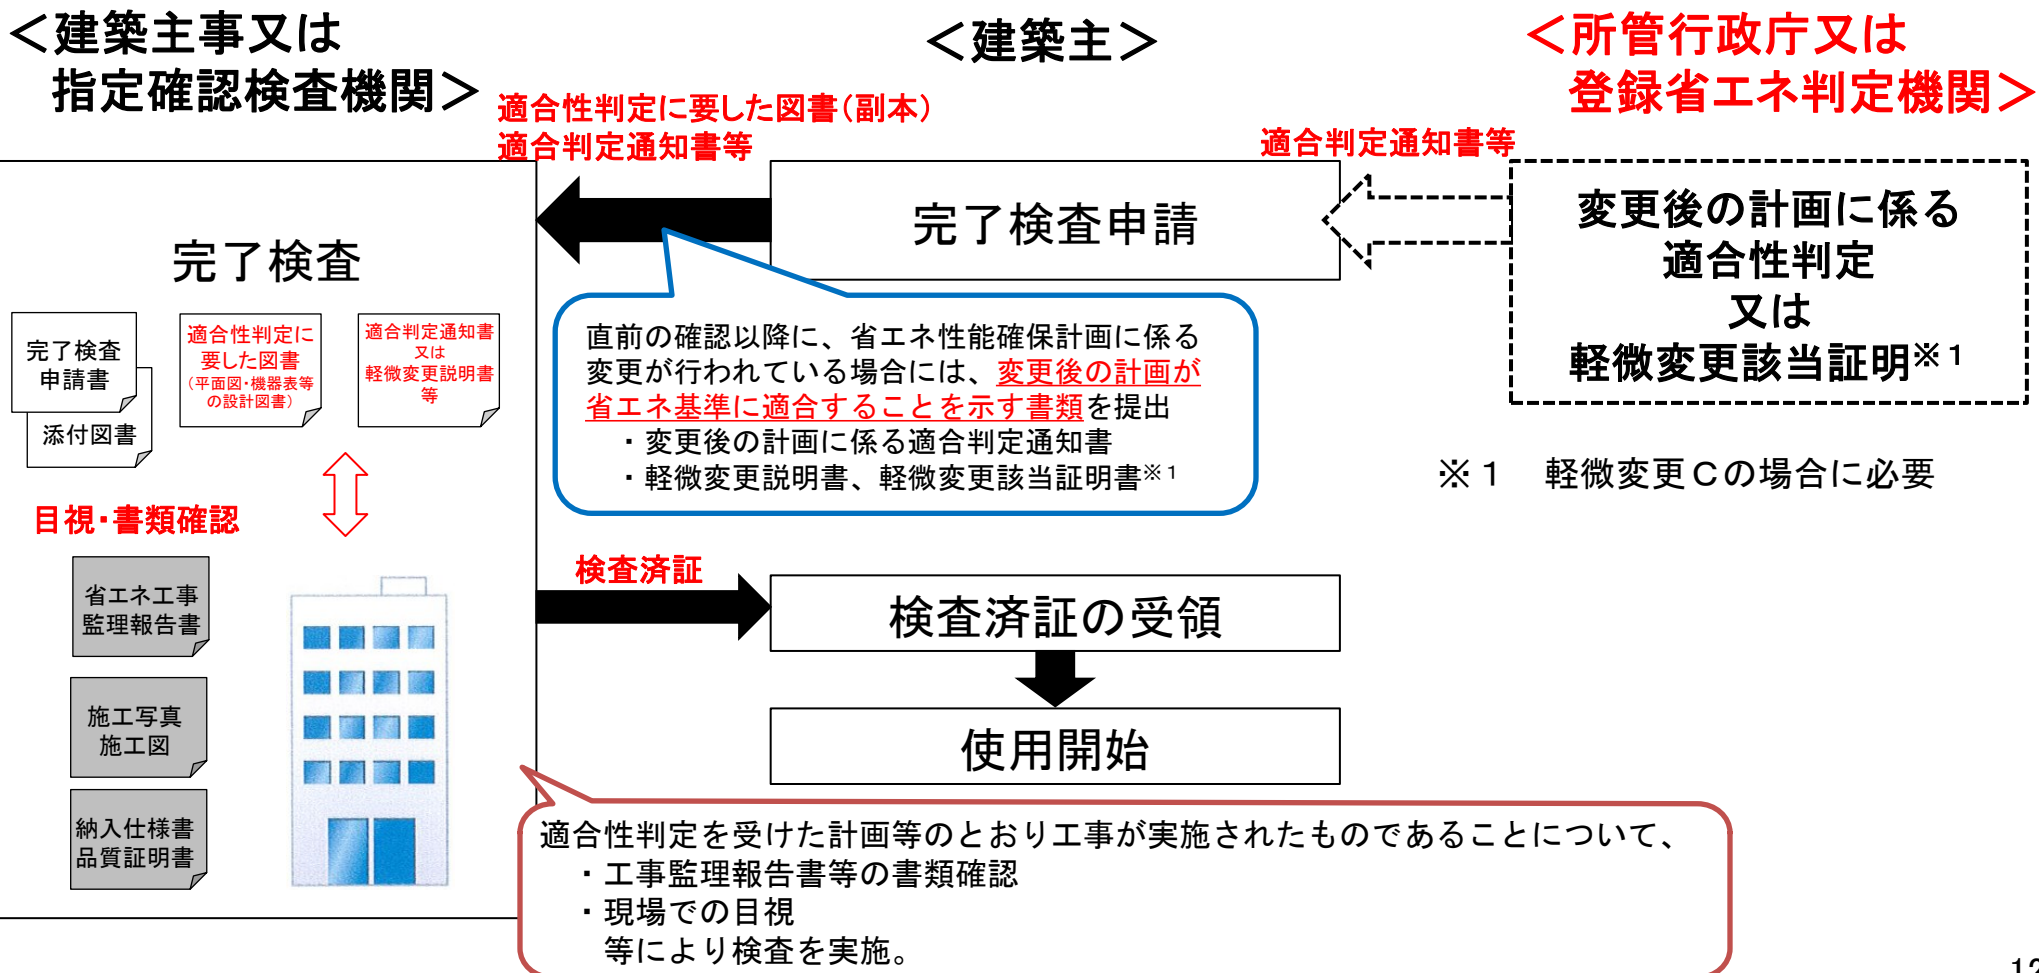 ＜建築主事又は
指定確認検査機関＞
＜建築主＞
＜所管行政庁又は
登録省エネ判定機関＞
適合性判定に要した図書（副本）
適合判定通知書等
適合判定通知書等
完了検査申請
変更後の計画に係る
適合性判定
又は
軽微変更該当証明※1
※１　軽微変更Ｃの場合に必要
完了検査
完了検査
申請書
添付図書
適合性判定に
要した図書
（平面図・機器表等
の設計図書）
適合判定通知書
又は
軽微変更説明書
等
直前の確認以降に、省エネ性能確保計画に係る
変更が行われている場合には、変更後の計画が
省エネ基準に適合することを示す書類を提出
・変更後の計画に係る適合判定通知書
・軽微変更説明書、軽微変更該当証明書※1
目視・書類確認
省エネ工事
監理報告書
施工写真
施工図
納入仕様書
品質証明書
検査済証
検査済証の受領
使用開始
適合性判定を受けた計画等のとおり工事が実施されたものであることについて、
・工事監理報告書等の書類確認
・現場での目視
等により検査を実施。